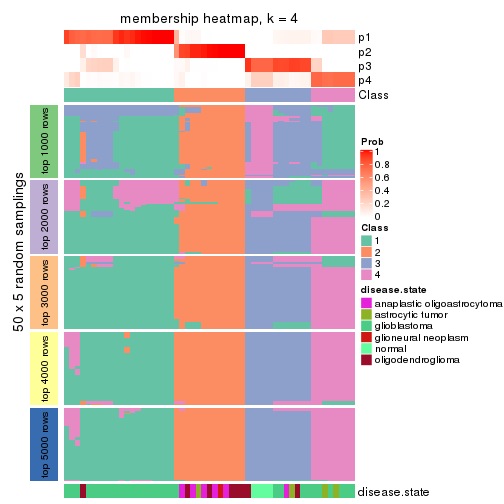 membership heatmap, k = 4
p1
p2
p3
p4
Class
50 x 5 random samplings
top 1000 rows
top 2000 rows
top 3000 rows
top 4000 rows
top 5000 rows
Prob
1
0.8
0.6
0.4
0.2
0
Class
1
2
3
4
disease.state
anaplastic oligoastrocytoma
astrocytic tumor
glioblastoma
glioneural neoplasm
normal
oligodendroglioma
disease.state